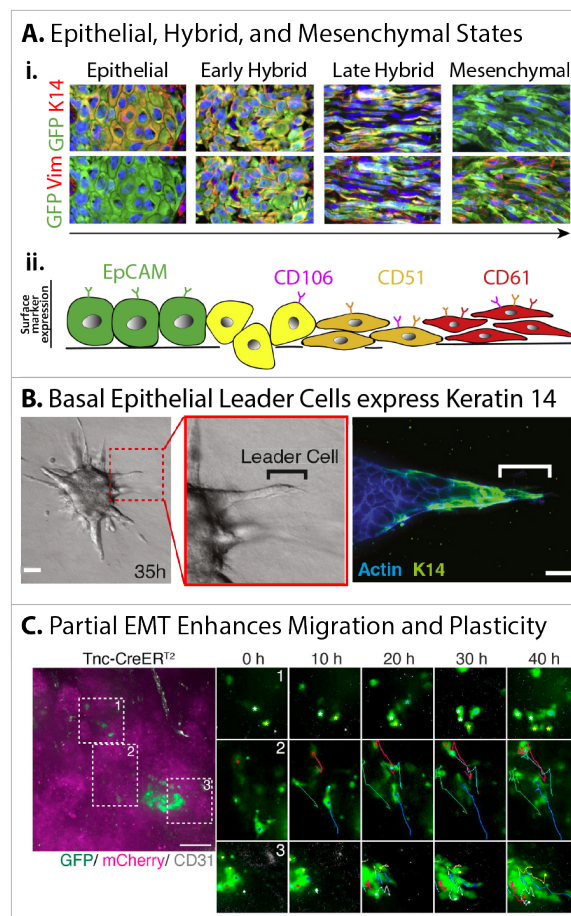 A. Epithelial, Hybrid, and Mesenchymal States
i.
Epithelial Early Hybrid Late Hybrid Mesenchymal
GFP K14
GFP Vim
ii.
EpCAM CD106 CD51 CD61
Surface
marker
expression
B. Basal Epithelial Leader Cells express Keratin 14
Leader Cell
35h
Actin K14
C. Partial EMT Enhances Migration and Plasticity
Tnc-CreERT2 0 h 10 h 20 h 30 h 40 h
1
1
2
2
3
3
GFP/ mCherry/ CD31